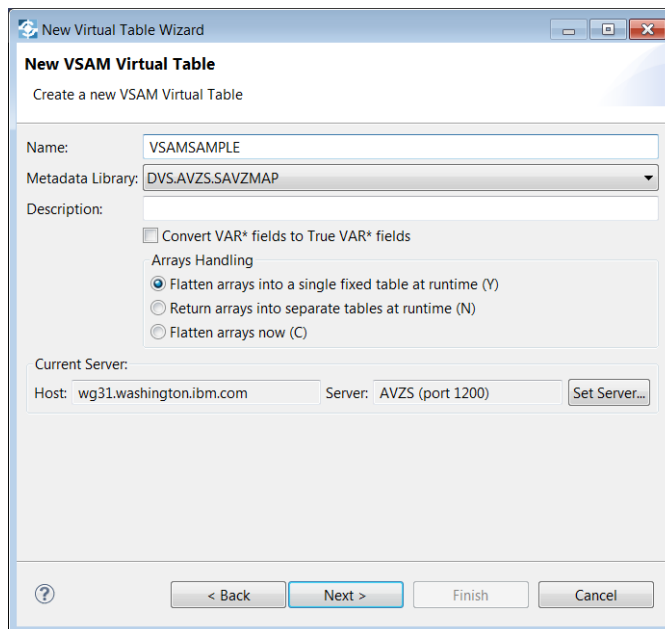 New Virtual Table Wizard
New VSAM Virtual Table
Create a new VSAM Virtual Table
Name: VSAMSAMPLE
Metadata Library: DVS.AVZS.SAVZMAP
Description:
Convert VAR* fields to True VAR* fields
Arrays Handling
Flatten arrays into a single fixed table at runtime (Y)
Return arrays into separate tables at runtime (N)
Flatten arrays now (C)
Current Server:
Host: wg31.washington.ibm.com Server: AVZS (port 1200) Set Server...
? < Back Next > Finish Cancel